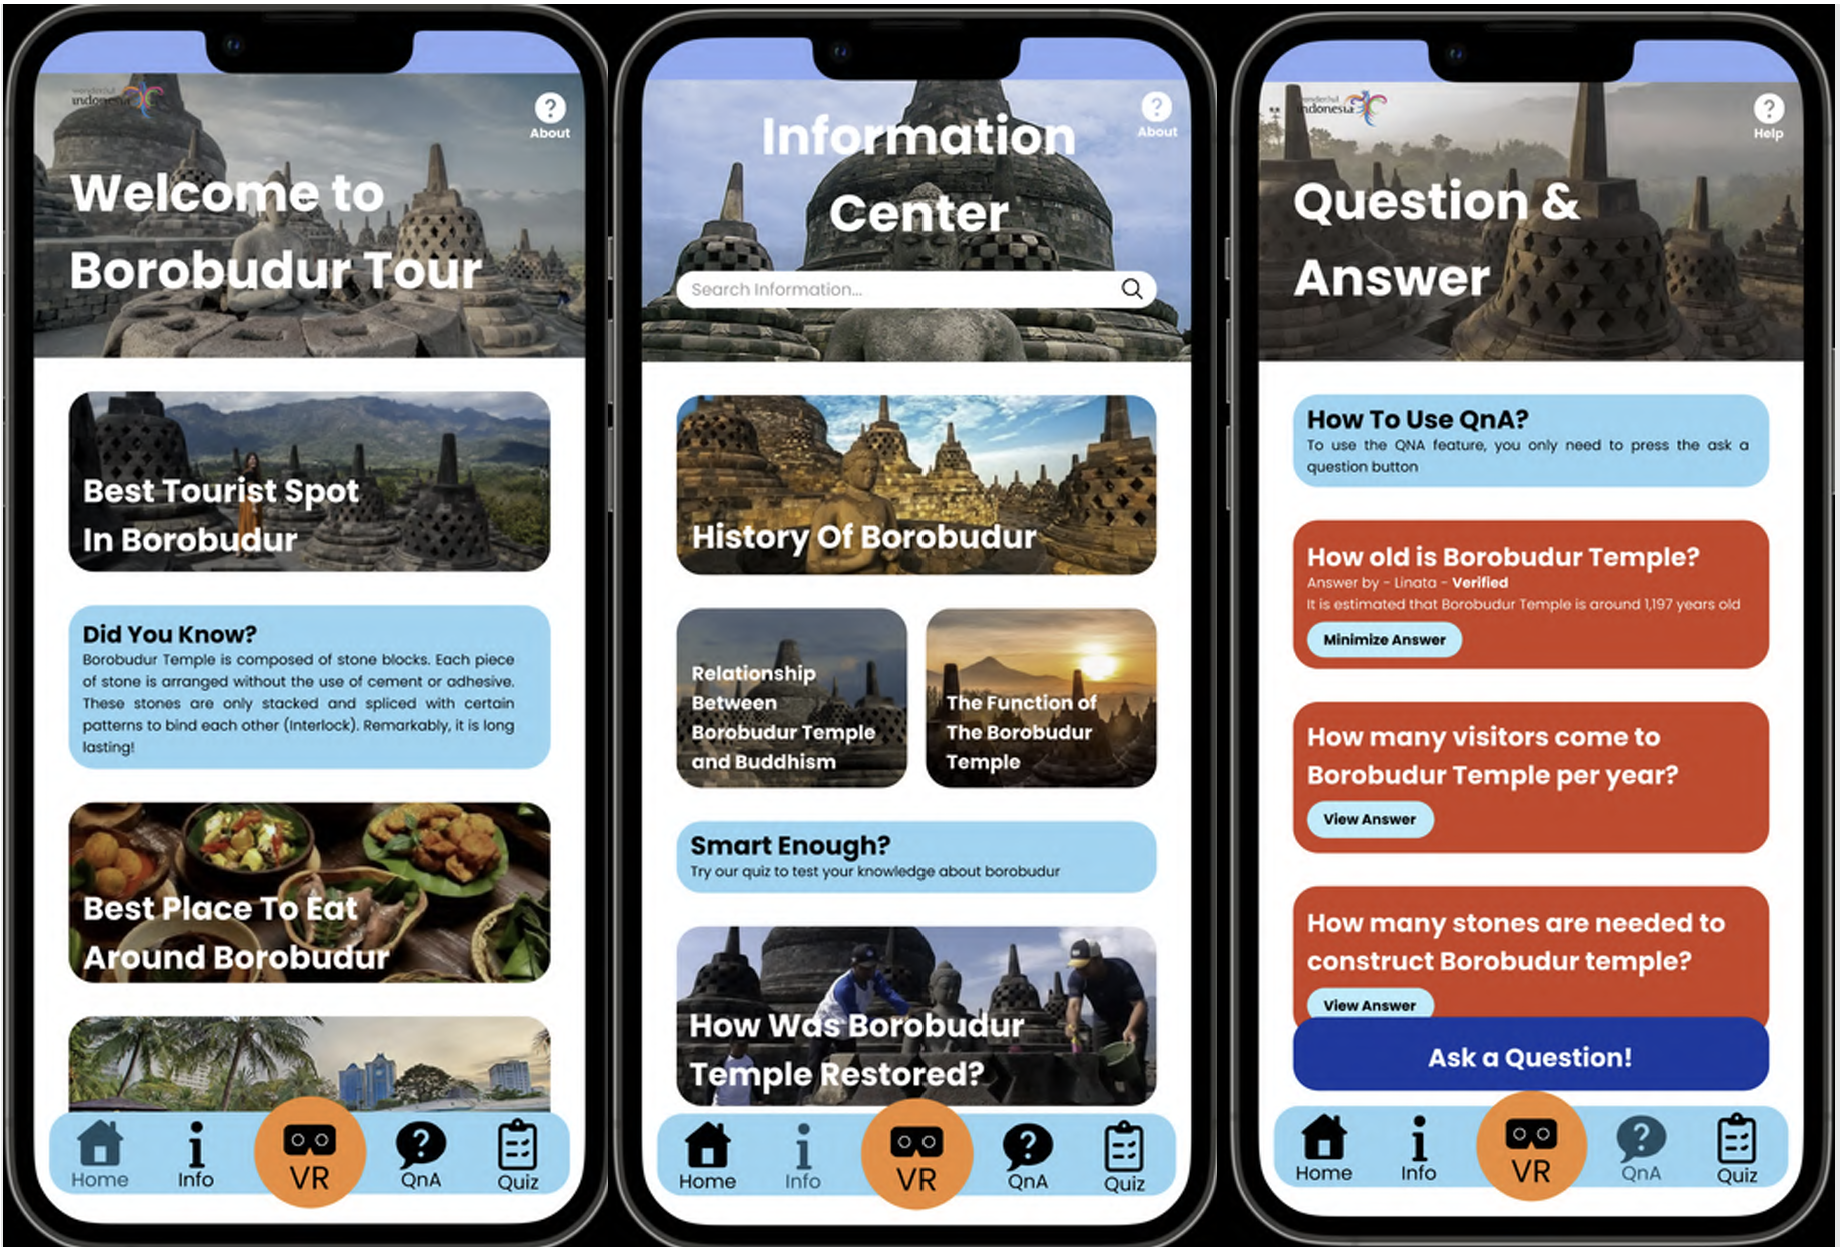 wonderful
indonesia
About
Welcome to
Borobudur Tour
Best Tourist Spot
In Borobudur
Did You Know?
Borobudur Temple is composed of stone blocks. Each piece
of stone is arranged without the use of cement or adhesive.
These stones are only stacked and spliced with certain
patterns to bind each other (Interlock). Remarkably, it is long
lasting!
Best Place To Eat
Around Borobudur
Home
Info
VR
QnA
Quiz
About
Information
Center
Search Information...
History Of Borobudur
Relationship
Between
Borobudur Temple
and Buddhism
The Function of
The Borobudur
Temple
Smart Enough?
Try our quiz to test your knowledge about borobudur
How Was Borobudur
Temple Restored?
Home
Info
VR
QnA
Quiz
wonderful
indonesia
Help
Question &
Answer
How To Use QnA?
To use the QNA feature, you only need to press the ask a
question button
How old is Borobudur Temple?
Answer by - Linata - Verified
It is estimated that Borobudur Temple is around 1,197 years old
Minimize Answer
How many visitors come to
Borobudur Temple per year?
View Answer
How many stones are needed to
construct Borobudur temple?
View Answer
Ask a Question!
Home
Info
VR
QnA
Quiz